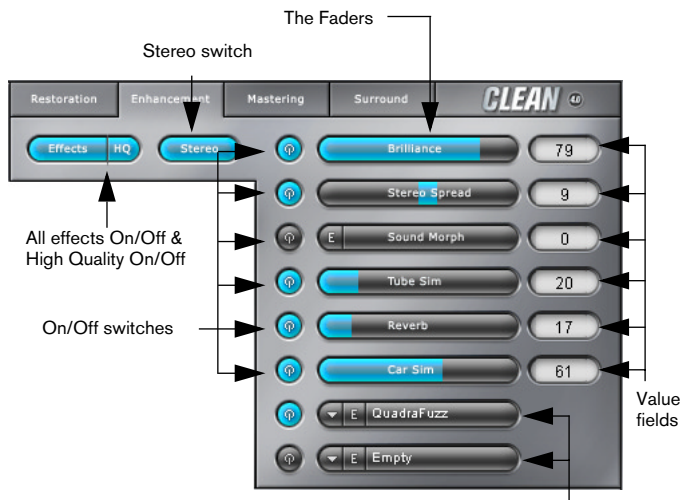 The Faders
Stereo switch
Restoration
Enhancement
Mastering
Surround
CLEAN 4.0
Effects
HQ
Stereo
Brilliance
79
Stereo Spread
9
All effects On/Off &
High Quality On/Off
E
Sound Morph
0
Tube Sim
20
On/Off switches
Reverb
17
Car Sim
61
Value
fields
E
QuadraFuzz
E
Empty